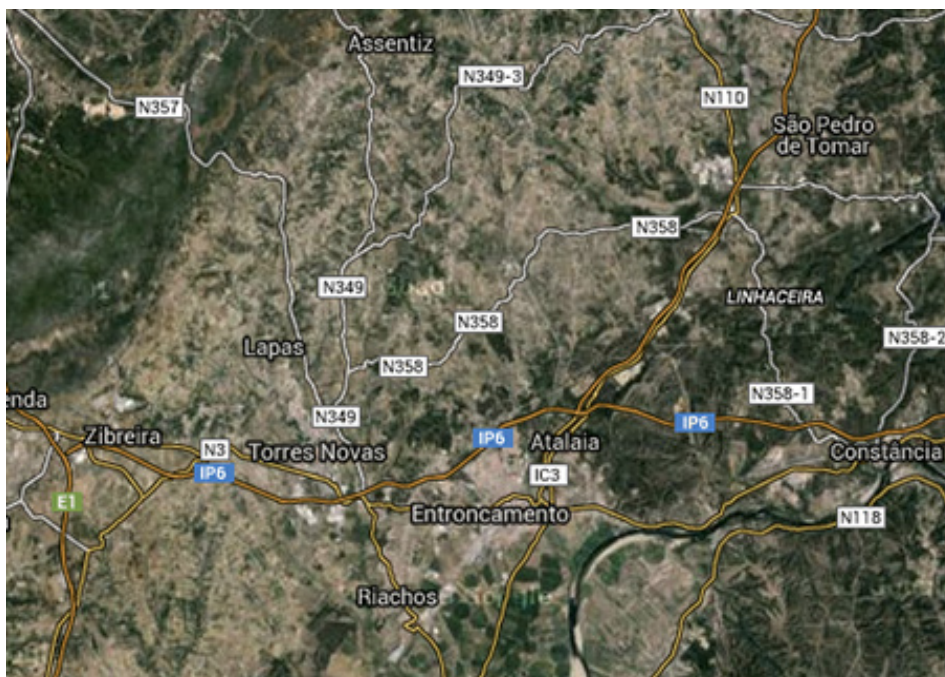 Assentiz
N349-3
N357
N110
São Pedro
de Tomar
N358
N349
LINHACEIRA
N358
N358-2
Lapas
N358
N358-1
enda
N349
IP6
Zibreira
N3
Torres Novas
IP6
Atalaia
Constância
IP6
IC3
E1
Entroncamento
N118
Riachos